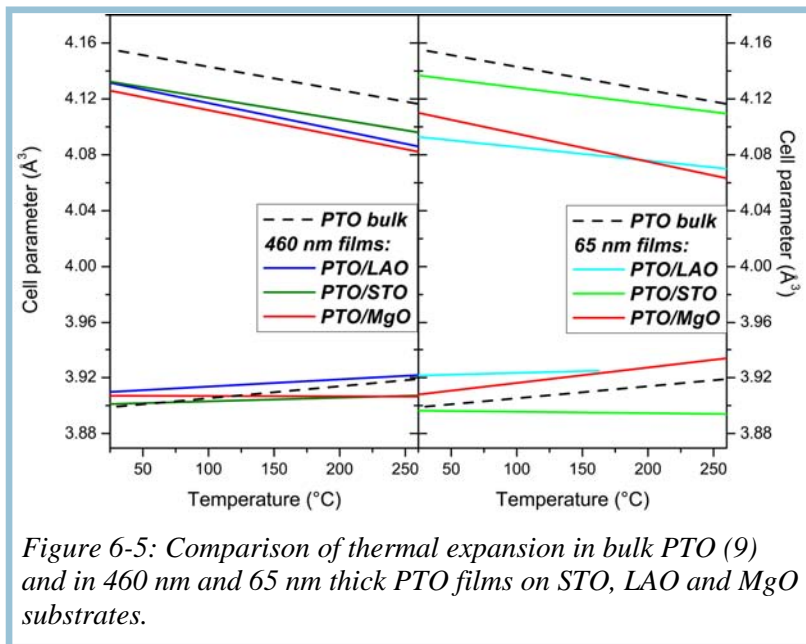 4.16
4.12
4.08
4.04
4.00
3.96
3.92
3.88
Cell parameter (Å³)
PTO bulk
460 nm films:
PTO/LAO
PTO/STO
PTO/MgO
50
100
150
200
250
Temperature (°C)
PTO bulk
65 nm films:
PTO/LAO
PTO/STO
PTO/MgO
50
100
150
200
250
Temperature (°C)
4.16
4.12
4.08
4.04
4.00
3.96
3.92
3.88
Cell parameter (Å³)
Figure 6-5: Comparison of thermal expansion in bulk PTO (9)
and in 460 nm and 65 nm thick PTO films on STO, LAO and MgO
substrates.